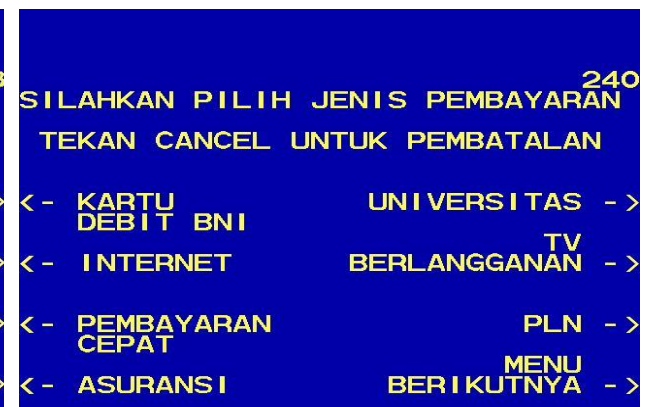 240
SILAHKAN PILIH JENIS PEMBAYARAN
TEKAN CANCEL UNTUK PEMBATALAN
<- KARTU DEBIT BNI
UNIVERSITAS ->
<- INTERNET
TV BERLANGGANAN ->
<- PEMBAYARAN CEPAT
PLN ->
<- ASURANSI
MENU BERIKUTNYA ->